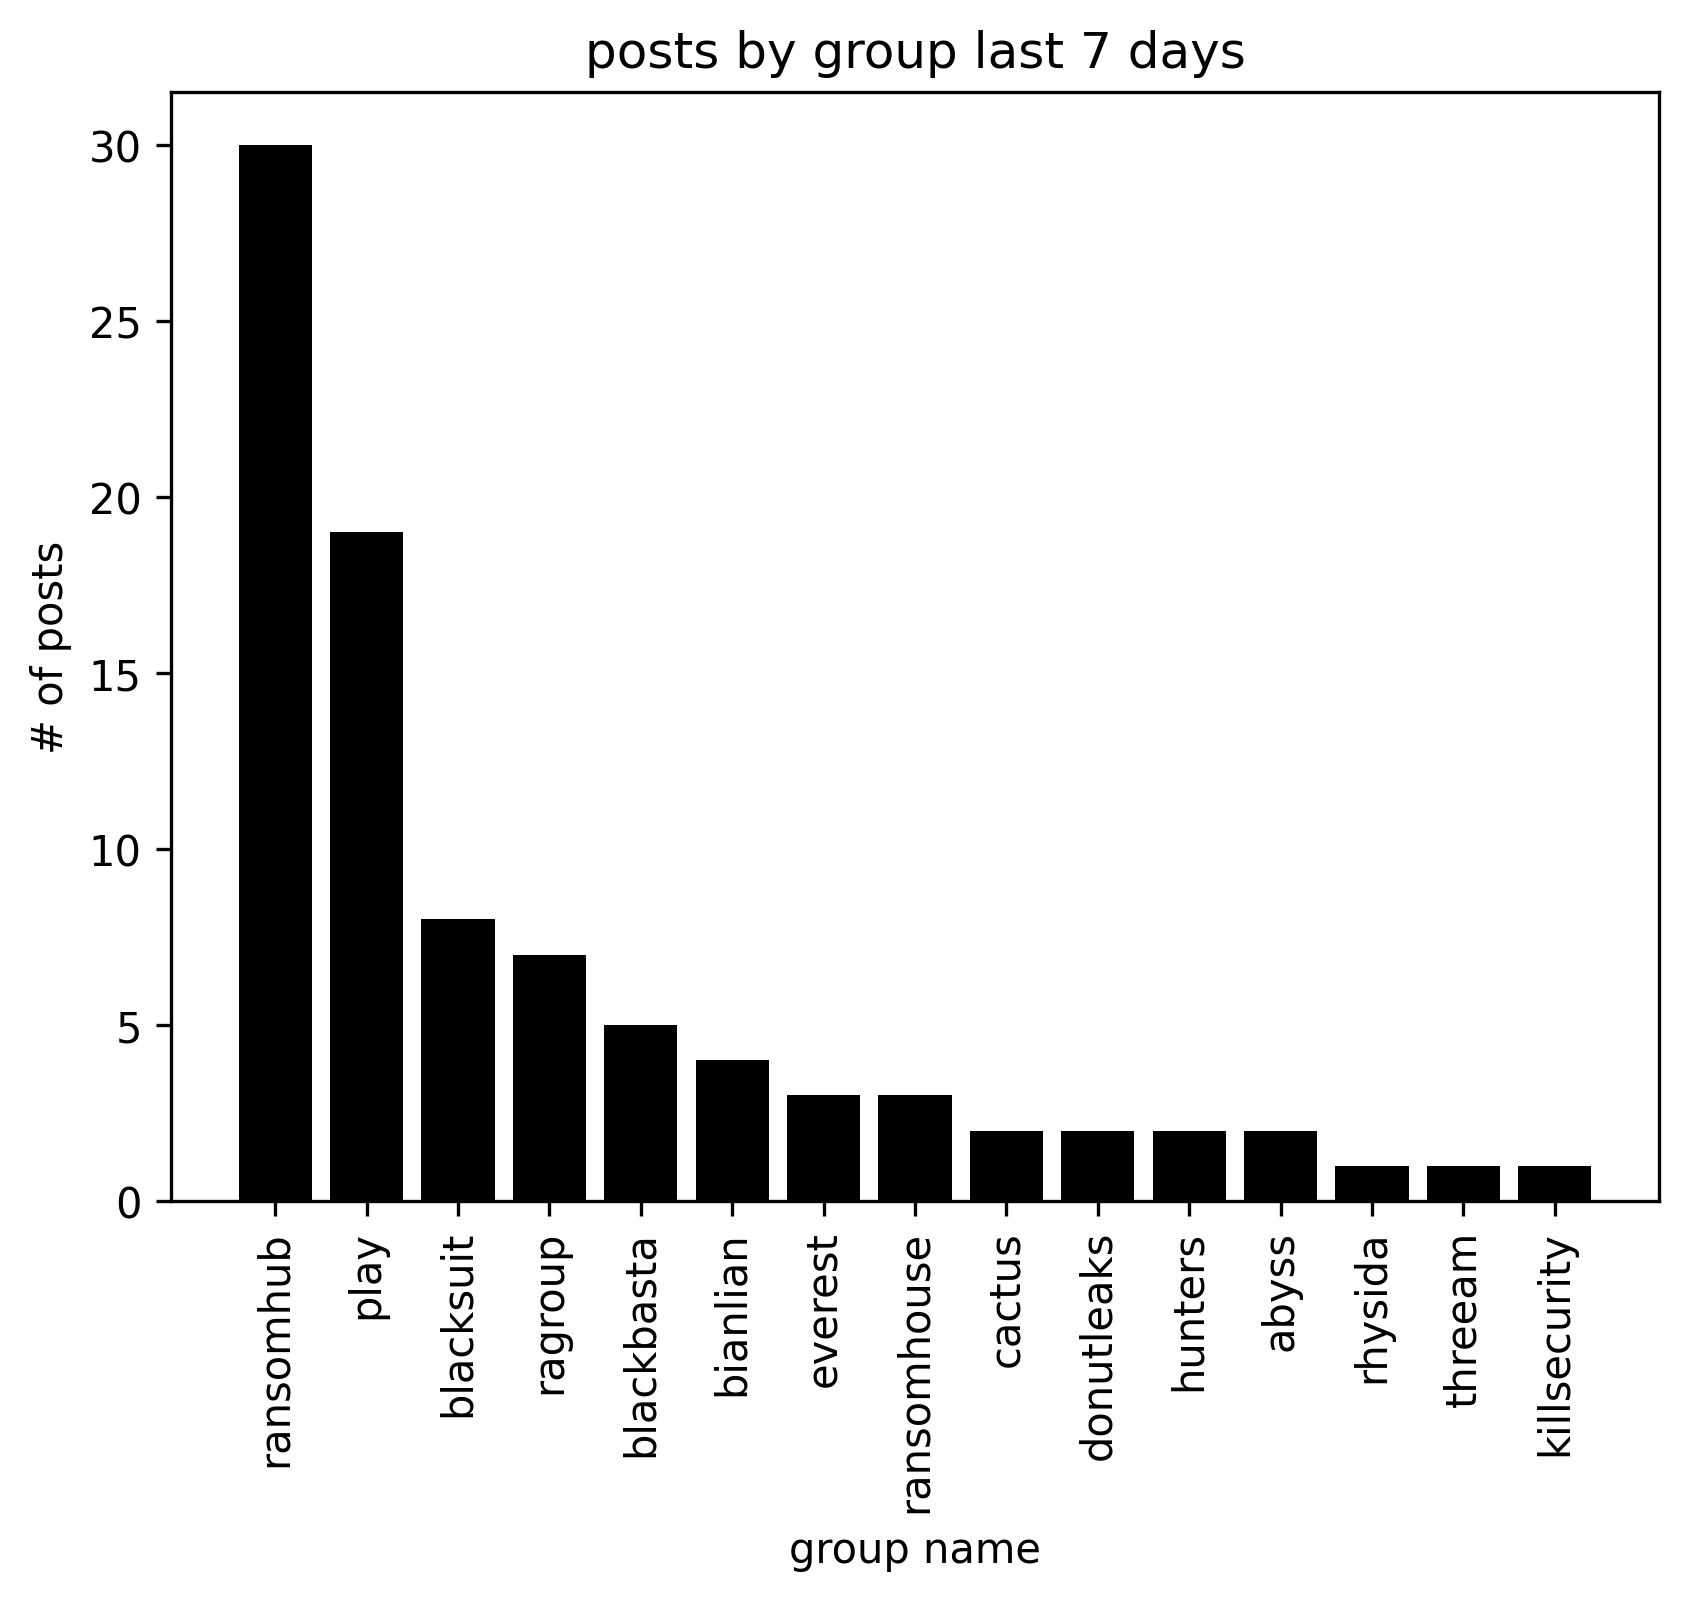 posts by group last 7 days
# of posts
30
25
20
15
10
5
0
ransomhub
play
blacksuit
ragroup
blackbasta
bianlian
everest
ransomhouse
cactus
donutleaks
hunters
abyss
rhysida
threeam
killsecurity
group name